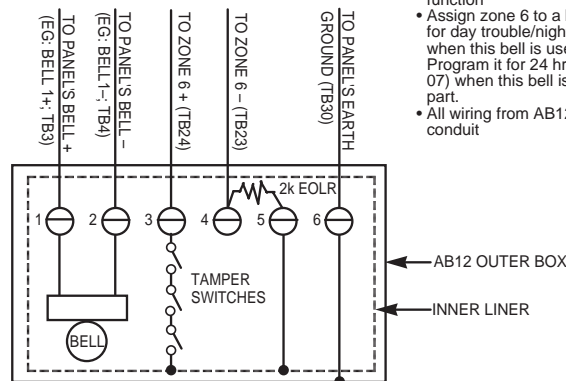 TO PANEL'S BELL +
(EG: BELL 1+; TB3)
TO PANEL'S BELL –
(EG: BELL1–; TB4)
TO ZONE 6 + (TB24)
TO ZONE 6 – (TB23)
TO PANEL'S EARTH
GROUND (TB30)
function
• Assign zone 6 to a
for day trouble/nigh
when this bell is use
Program it for 24 hr
07) when this bell is
part.
• All wiring from AB12
conduit
2k EOLR
1 2 3 4 5 6
TAMPER
SWITCHES
BELL
AB12 OUTER BOX
INNER LINER